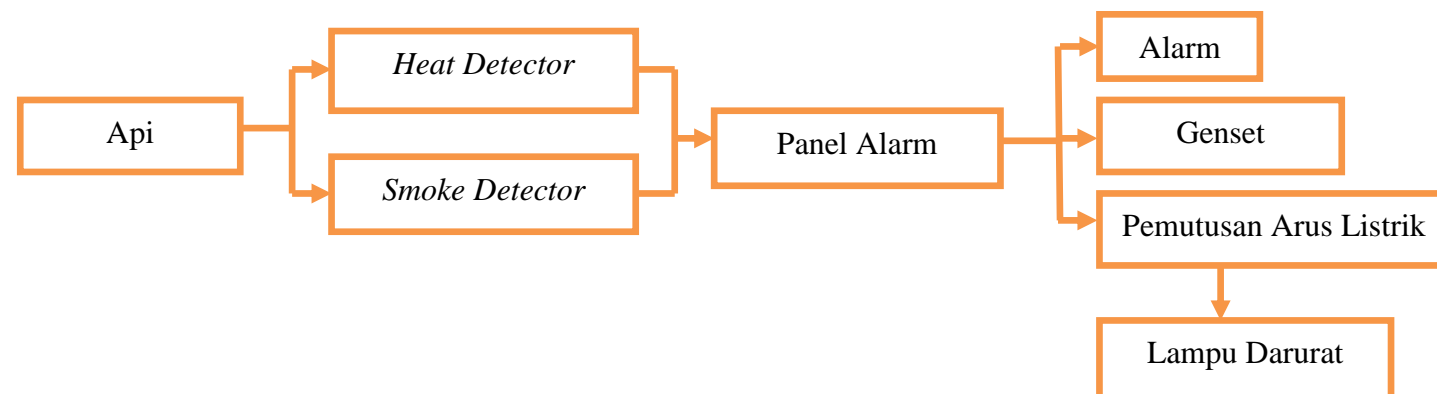 Api
Heat Detector
Smoke Detector
Panel Alarm
Alarm
Genset
Pemutusan Arus Listrik
Lampu Darurat